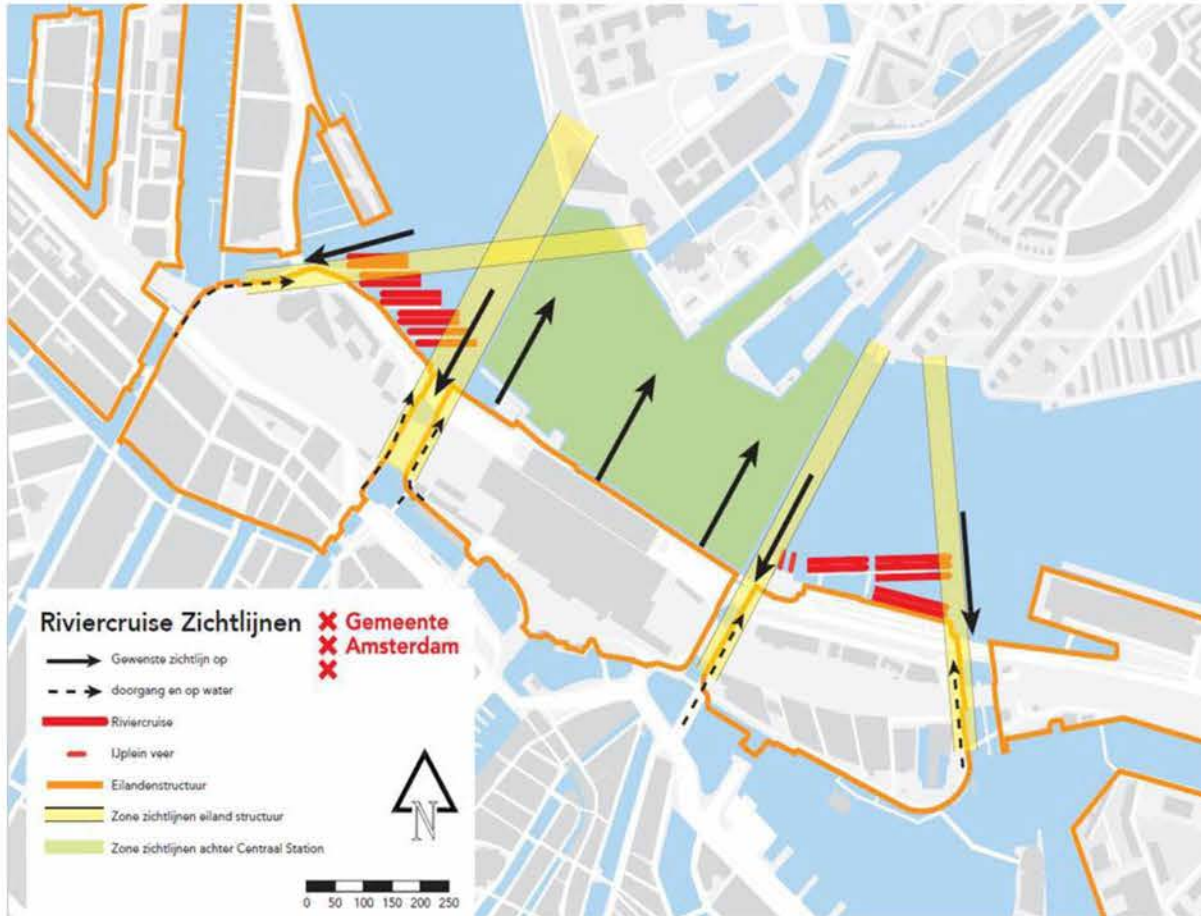 Riviercruise Zichtlijnen
Gemeente
Amsterdam
Gewenste zichtlijn op
doorgang en op water
Riviercruise
IJplein veer
Eilandenstructuur
Zone zichtlijnen eiland structuur
Zone zichtlijnen achter Centraal Station
N
0 50 100 150 200 250